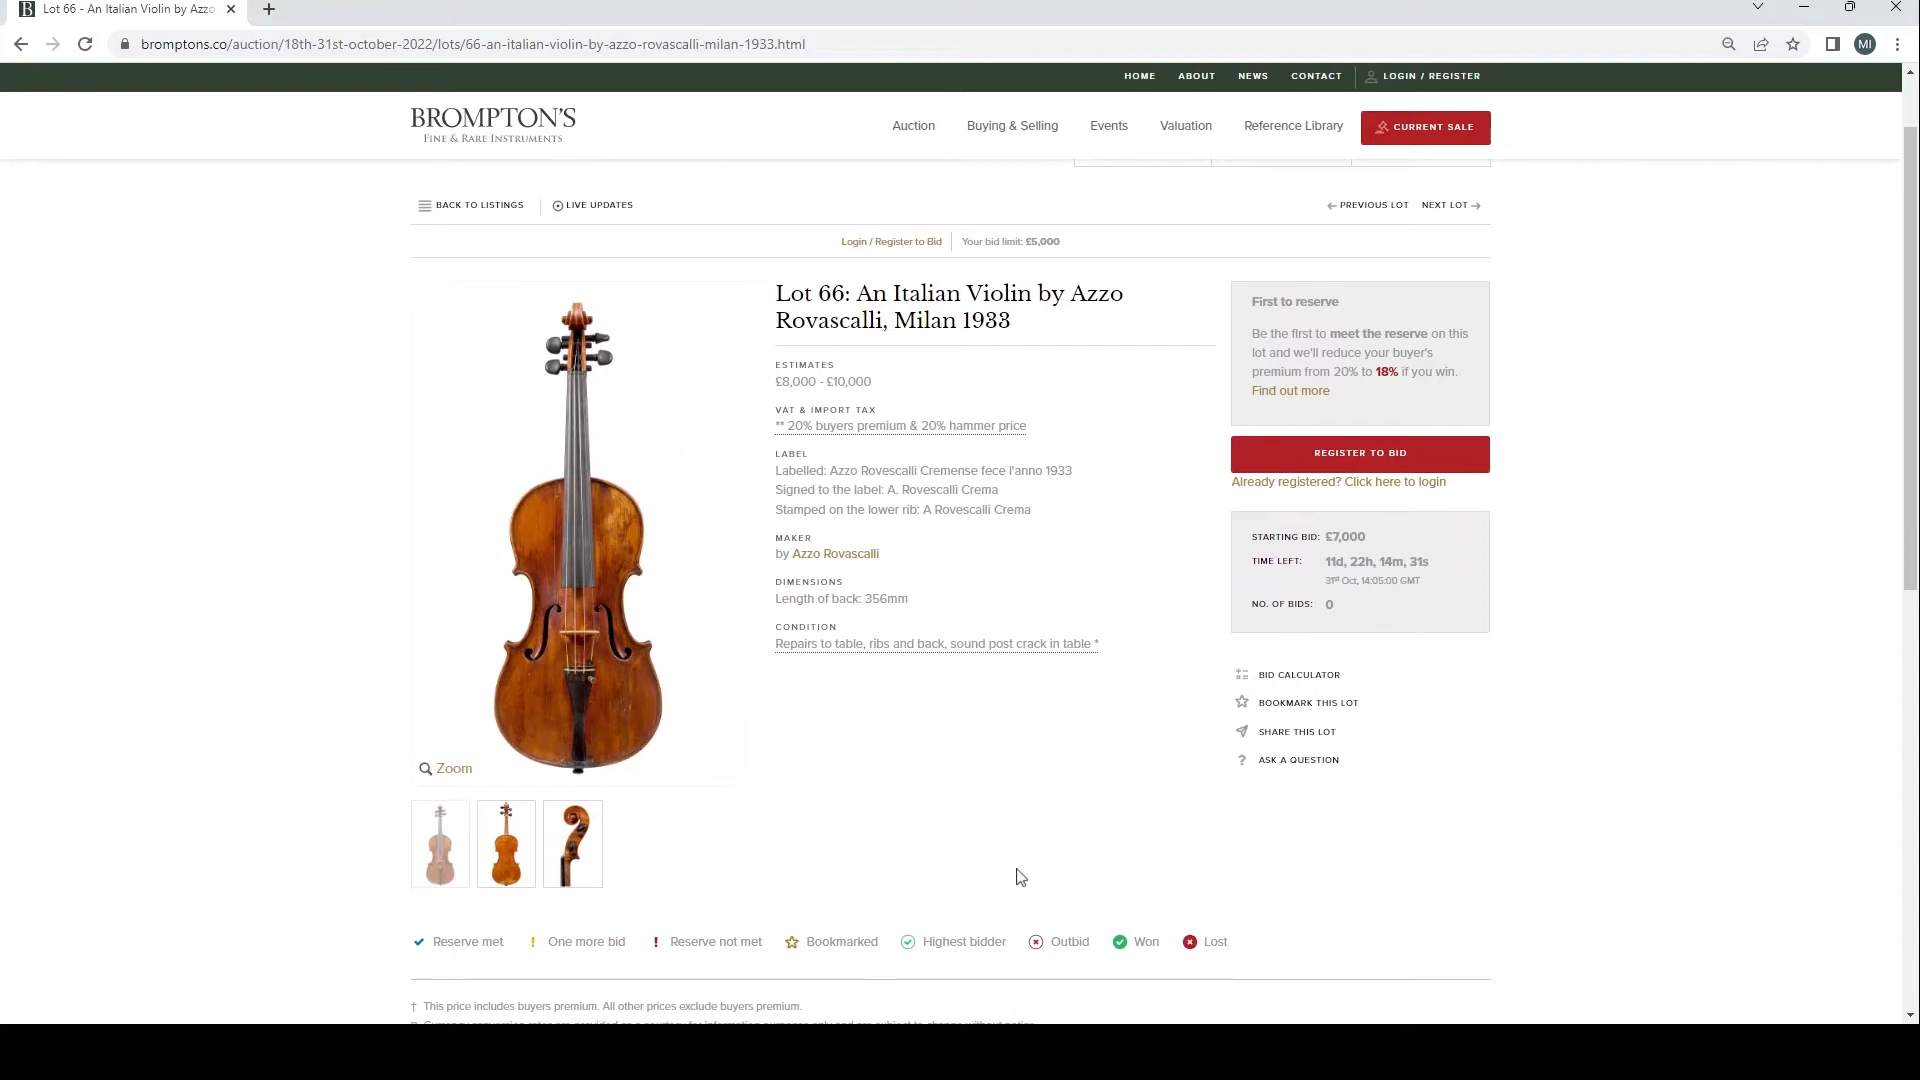 Lot 66 - An Italian Violin by Azzo
bromptons.co/auction/18th-31st-october-2022/lots/66-an-italian-violin-by-azzo-rovascalli-milan-1933.html
MI
HOME ABOUT NEWS CONTACT LOGIN / REGISTER
BROMPTON'S
FINE & RARE INSTRUMENTS
Auction Buying & Selling Events Valuation Reference Library CURRENT SALE
BACK TO LISTINGS LIVE UPDATES PREVIOUS LOT NEXT LOT
Login / Register to Bid Your bid limit: £5,000
Lot 66: An Italian Violin by Azzo
Rovascalli, Milan 1933
ESTIMATES
£8,000 - £10,000
VAT & IMPORT TAX
** 20% buyers premium & 20% hammer price
LABEL
Labelled: Azzo Rovescalli Cremense fece l'anno 1933
Signed to the label: A. Rovescalli Crema
Stamped on the lower rib: A Rovescalli Crema
MAKER
by Azzo Rovascalli
DIMENSIONS
Length of back: 356mm
CONDITION
Repairs to table, ribs and back, sound post crack in table *
First to reserve
Be the first to meet the reserve on this
lot and we'll reduce your buyer's
premium from 20% to 18% if you win.
Find out more
REGISTER TO BID
Already registered? Click here to login
STARTING BID: £7,000
TIME LEFT: 11d, 22h, 14m, 31s
31st Oct, 14:05:00 GMT
NO. OF BIDS: 0
BID CALCULATOR
BOOKMARK THIS LOT
SHARE THIS LOT
ASK A QUESTION
Zoom
Reserve met ! One more bid ! Reserve not met Bookmarked Highest bidder Outbid Won Lost
† This price includes buyers premium. All other prices exclude buyers premium.